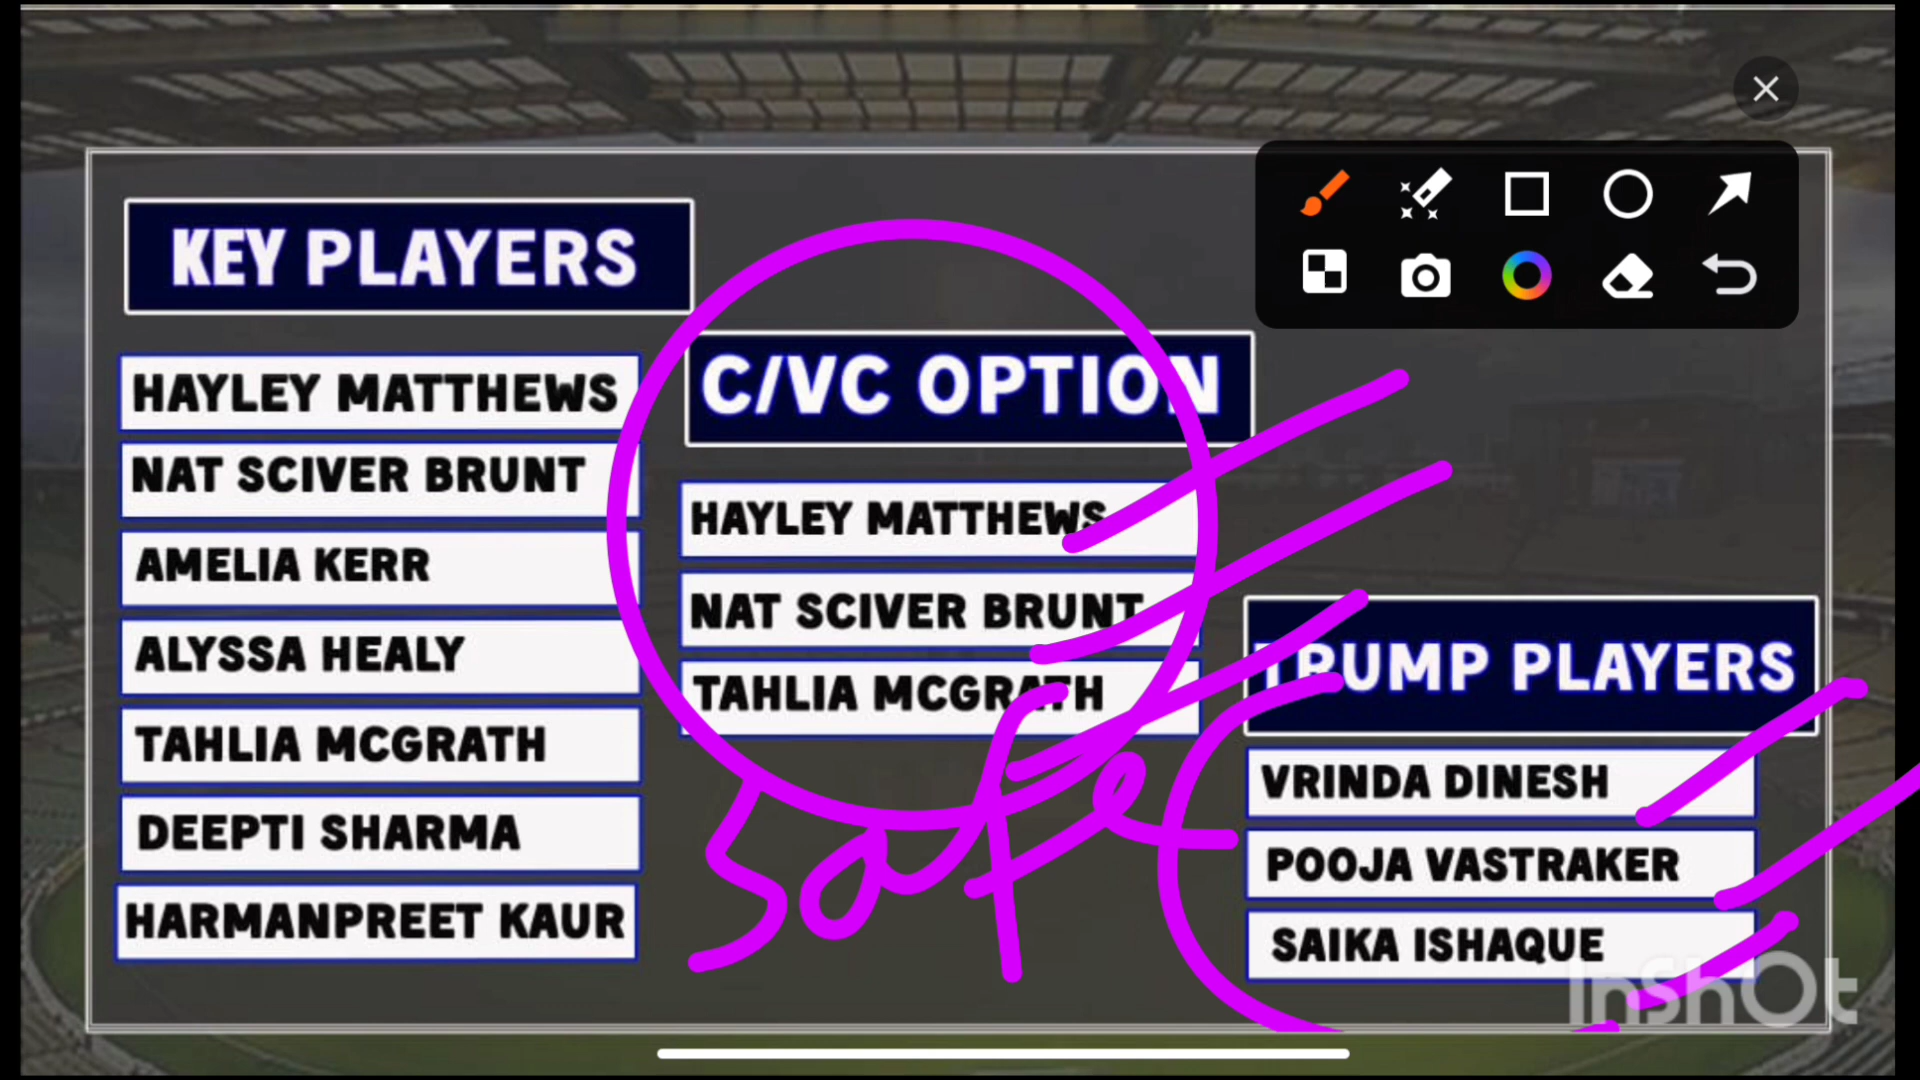 KEY PLAYERS
HAYLEY MATTHEWS
NAT SCIVER BRUNT
AMELIA KERR
ALYSSA HEALY
TAHLIA MCGRATH
DEEPTI SHARMA
HARMANPREET KAUR
C/VC OPTION
HAYLEY MATTHEWS
NAT SCIVER BRUNT
TAHLIA MCGRATH
safe
TRUMP PLAYERS
VRINDA DINESH
POOJA VASTRAKER
SAIKA ISHAQUE
InShOt